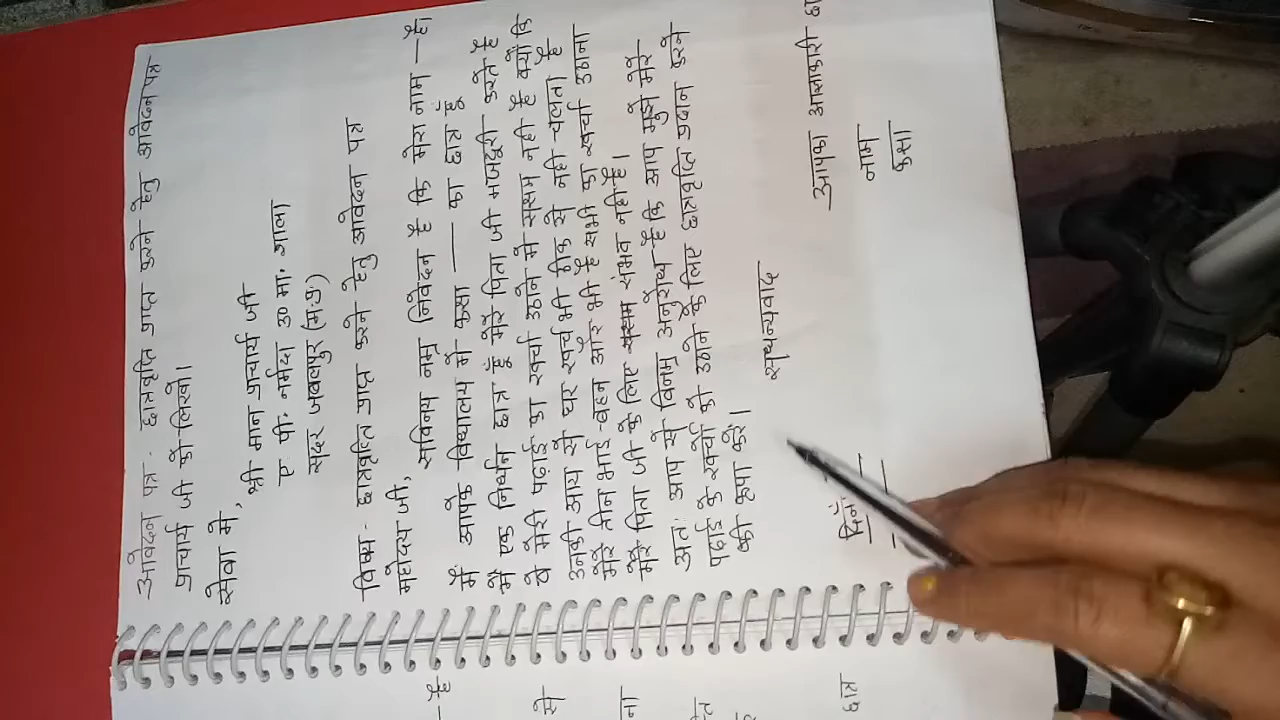 आवेदन पत्र - छात्रवृत्ति प्राप्त करने हेतु आवेदन पत्र
प्राचार्य जी को लिखो।
सेवा में,
श्री मान प्राचार्य जी
ए. पी. नर्मदा उ० मा. शाला
सदर जबलपुर (म.प्र)
विषय - छात्रवृत्ति प्राप्त करने हेतु आवेदन पत्र
महोदय जी,
सविनय नम्र निवेदन है कि मेरा नाम — है।
मैं आपके विद्यालय में कक्षा —— का छात्र हूँ
मैं एक निर्धन छात्र हूँ मेरे पिता जी मजदूरी करते है
वे मेरी पढ़ाई का खर्चा उठाने में सक्षम नही है क्यों कि
उनकी आय से घर खर्च भी ठीक से नही चलता है
मेरे तीन भाई-बहन और भी है सभी का खर्चा उठाना
मेरे पिता जी के लिए संभव नही है।
अतः आप से विनम्र अनुरोध है कि आप मुझे मेरे
पढाई के खर्चा को उठाने के लिए छात्रवृत्ति प्रदान करने
की कृपा करे।
सधन्यवाद
आपका आज्ञाकारी
नाम
कक्षा
है
से
ना
छात्र